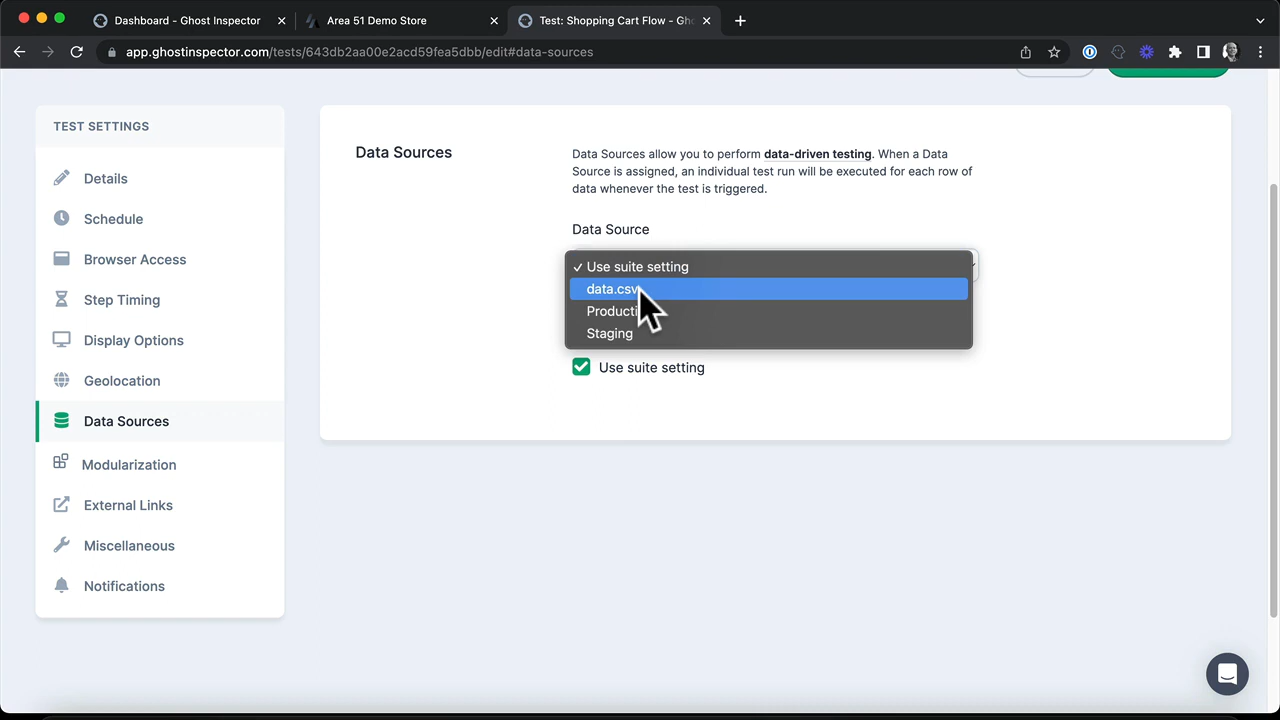 Dashboard - Ghost Inspector
Area 51 Demo Store
Test: Shopping Cart Flow - Gho
app.ghostinspector.com/tests/643db2aa00e2acd59fea5dbb/edit#data-sources
TEST SETTINGS
Details
Schedule
Browser Access
Step Timing
Display Options
Geolocation
Data Sources
Modularization
External Links
Miscellaneous
Notifications
Data Sources
Data Sources allow you to perform data-driven testing. When a Data
Source is assigned, an individual test run will be executed for each row of
data whenever the test is triggered.
Data Source
✓ Use suite setting
data.csv
Producti
Staging
Use suite setting